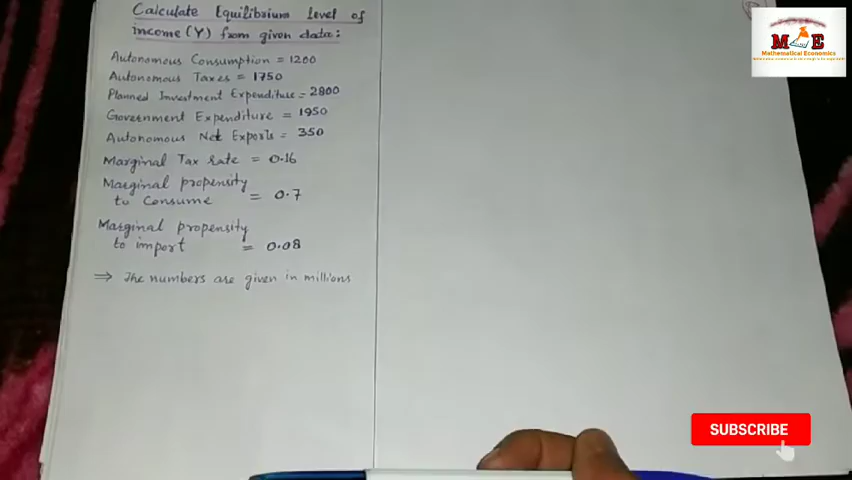 Calculate Equilibrium level of
income (Y) from given data:
Autonomous Consumption = 1200
Autonomous Taxes = 1750
Planned Investment Expenditure = 2800
Government Expenditure = 1950
Autonomous Net Exports = 350
Marginal Tax rate = 0.16
Marginal propensity
to Consume = 0.7
Marginal propensity
to import = 0.08
⇒ The numbers are given in millions
M E
Mathematical Economics
SUBSCRIBE